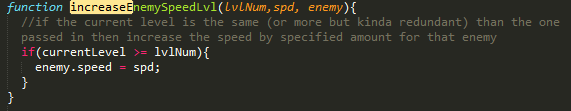 function increaseEnemySpeedLvl(lvlNum,spd, enemy){
//if the current level is the same (or more but kinda redundant) than the one
passed in then increase the speed by specified amount for that enemy
if(currentLevel >= lvlNum){
enemy.speed = spd;
}
}